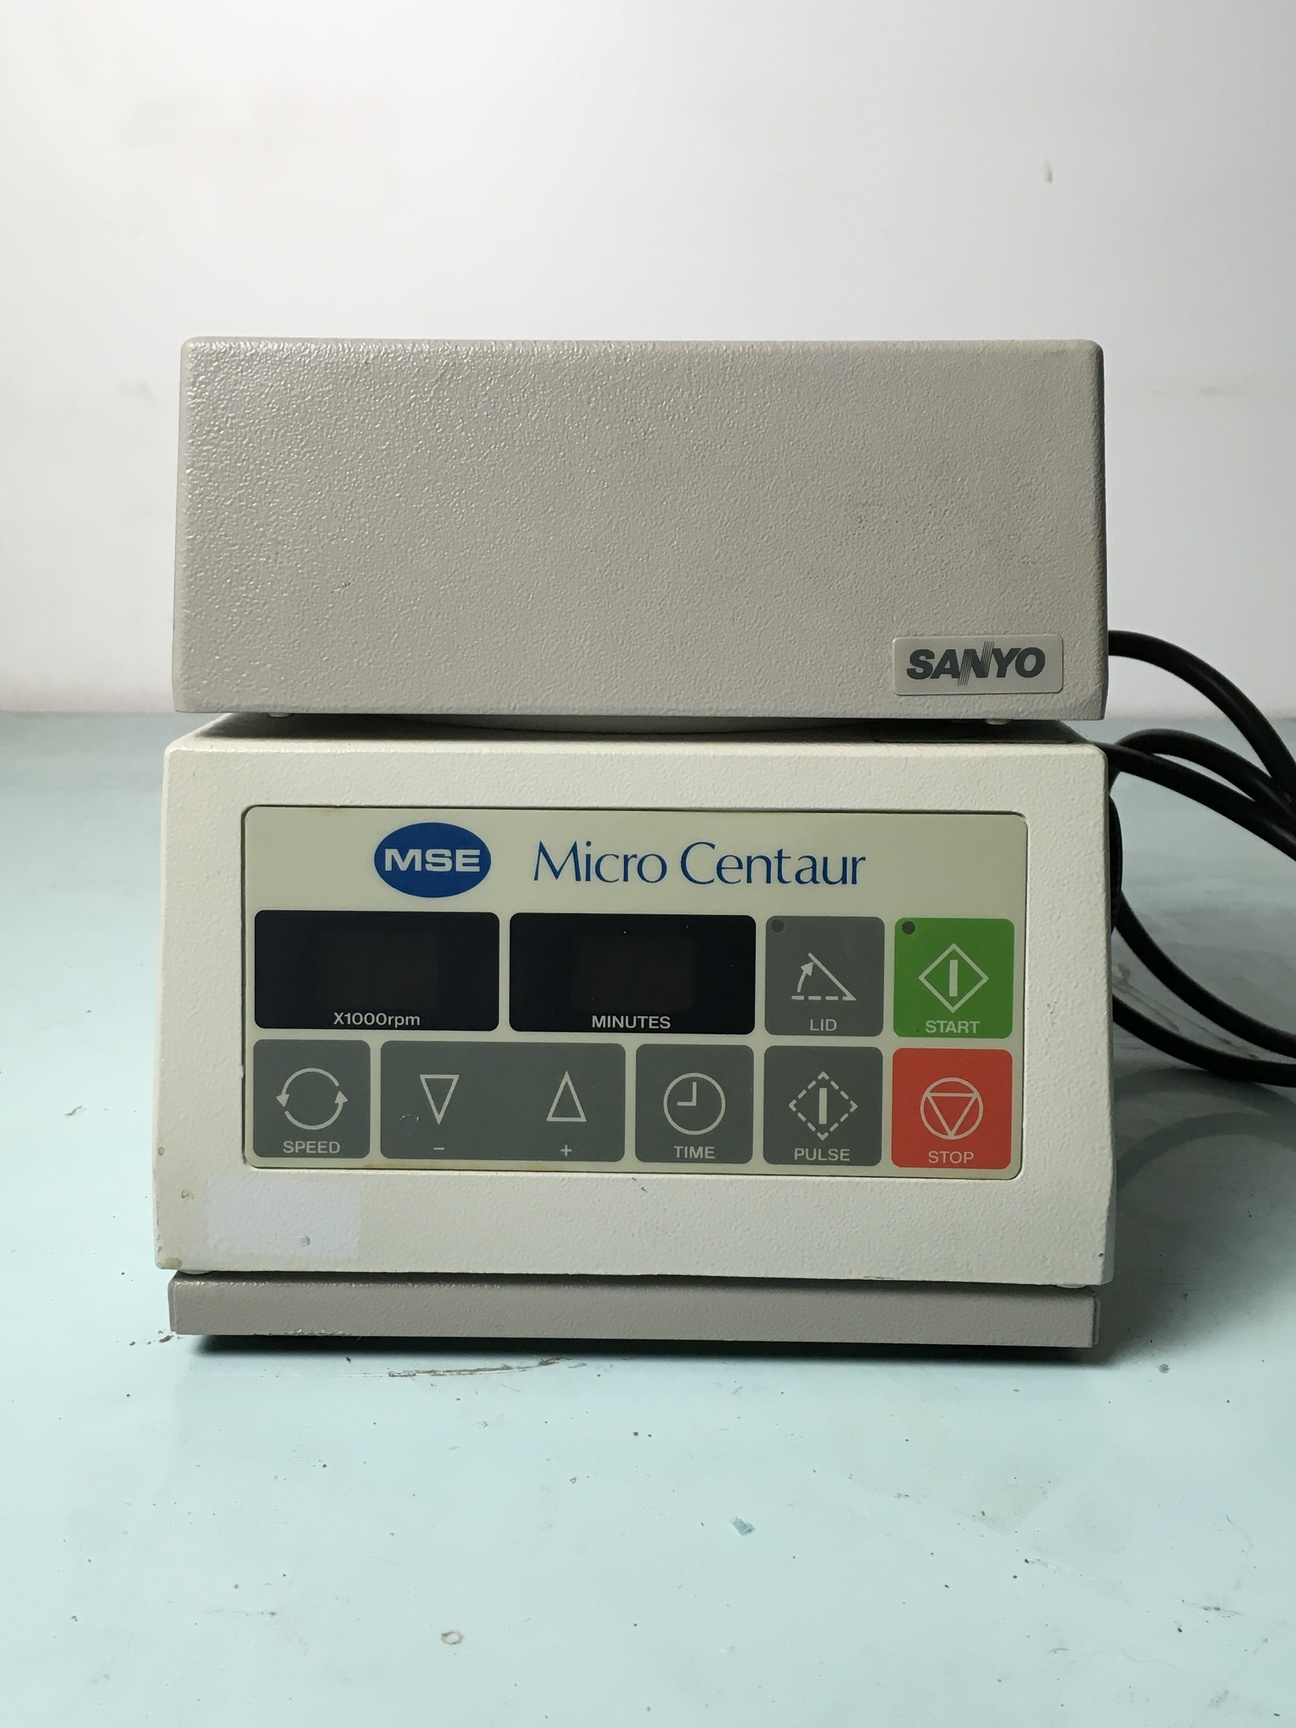 SANYO
MSE Micro Centaur
X1000rpm MINUTES LID START
SPEED - + TIME PULSE STOP